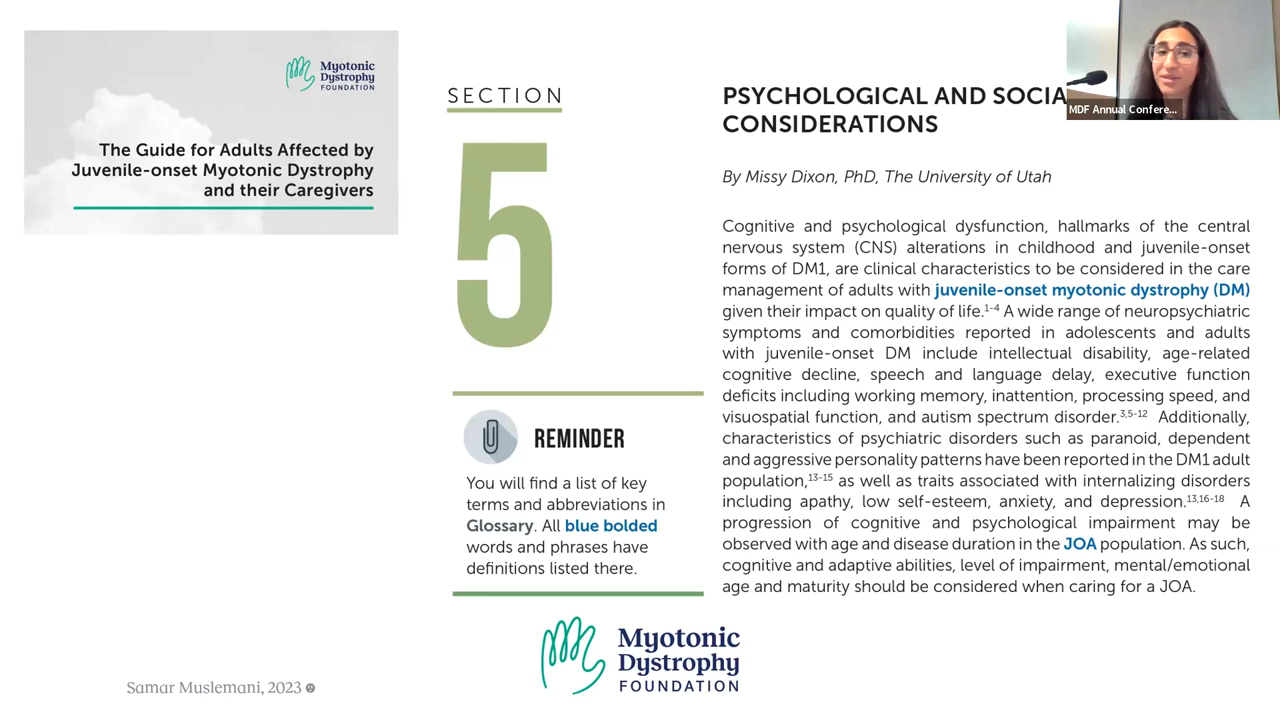 Myotonic
Dystrophy
FOUNDATION
The Guide for Adults Affected by
Juvenile-onset Myotonic Dystrophy
and their Caregivers
SECTION
5
REMINDER
You will find a list of key
terms and abbreviations in
Glossary. All blue bolded
words and phrases have
definitions listed there.
PSYCHOLOGICAL AND SOCIA
CONSIDERATIONS
By Missy Dixon, PhD, The University of Utah
Cognitive and psychological dysfunction, hallmarks of the central
nervous system (CNS) alterations in childhood and juvenile-onset
forms of DM1, are clinical characteristics to be considered in the care
management of adults with juvenile-onset myotonic dystrophy (DM)
given their impact on quality of life.1-4 A wide range of neuropsychiatric
symptoms and comorbidities reported in adolescents and adults
with juvenile-onset DM include intellectual disability, age-related
cognitive decline, speech and language delay, executive function
deficits including working memory, inattention, processing speed, and
visuospatial function, and autism spectrum disorder.3,5-12 Additionally,
characteristics of psychiatric disorders such as paranoid, dependent
and aggressive personality patterns have been reported in the DM1 adult
population,13-15 as well as traits associated with internalizing disorders
including apathy, low self-esteem, anxiety, and depression.13,16-18 A
progression of cognitive and psychological impairment may be
observed with age and disease duration in the JOA population. As such,
cognitive and adaptive abilities, level of impairment, mental/emotional
age and maturity should be considered when caring for a JOA.
MDF Annual Confere...
Myotonic
Dystrophy
FOUNDATION
Samar Muslemani, 2023